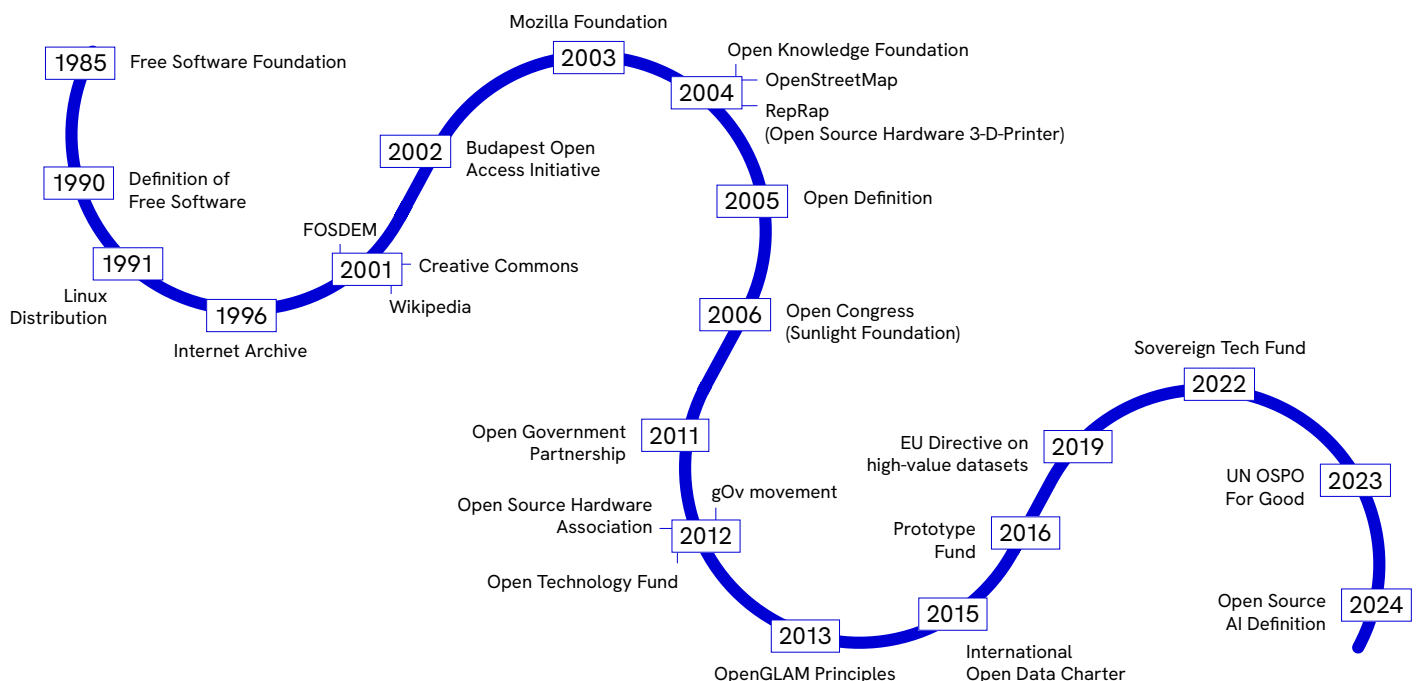 1985
Free Software Foundation
1990
Definition of
Free Software
1991
Linux
Distribution
1996
Internet Archive
2001
FOSDEM
Creative Commons
Wikipedia
2002
Budapest Open
Access Initiative
Mozilla Foundation
2003
2004
Open Knowledge Foundation
OpenStreetMap
RepRap
(Open Source Hardware 3-D-Printer)
2005
Open Definition
2006
Open Congress
(Sunlight Foundation)
2011
Open Government
Partnership
2012
gOv movement
Open Source Hardware
Association
Open Technology Fund
2013
OpenGLAM Principles
2015
International
Open Data Charter
2016
Prototype
Fund
2019
EU Directive on
high-value datasets
Sovereign Tech Fund
2022
2023
UN OSPO
For Good
2024
Open Source
AI Definition